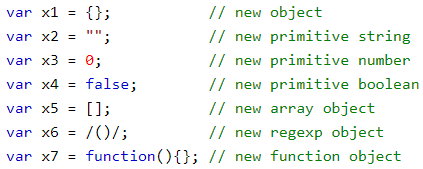 var x1 = {};           // new object
var x2 = "";           // new primitive string
var x3 = 0;            // new primitive number
var x4 = false;        // new primitive boolean
var x5 = [];           // new array object
var x6 = /()/;         // new regexp object
var x7 = function(){}; // new function object